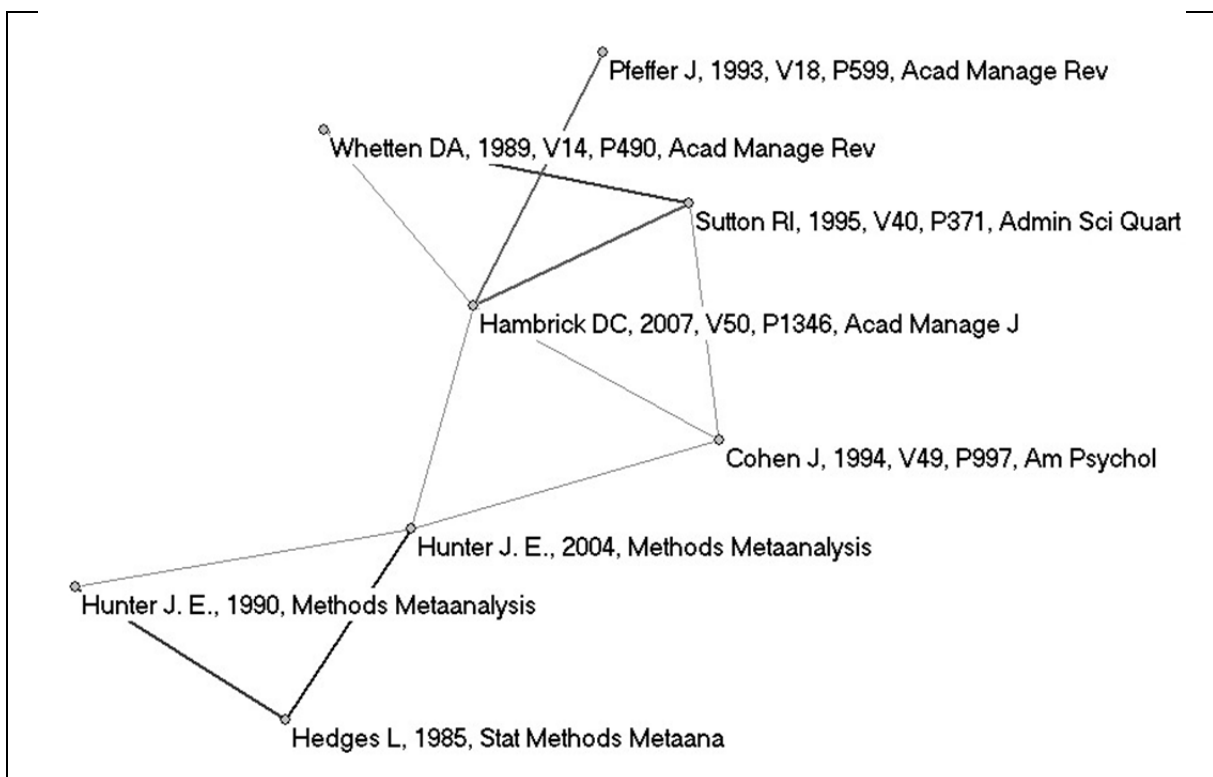 Pfeffer J, 1993, V18, P599, Acad Manage Rev
Whetten DA, 1989, V14, P490, Acad Manage Rev
Sutton RI, 1995, V40, P371, Admin Sci Quart
Hambrick DC, 2007, V50, P1346, Acad Manage J
Cohen J, 1994, V49, P997, Am Psychol
Hunter J. E., 2004, Methods Metaanalysis
Hunter J. E., 1990, Methods Metaanalysis
Hedges L, 1985, Stat Methods Metaana